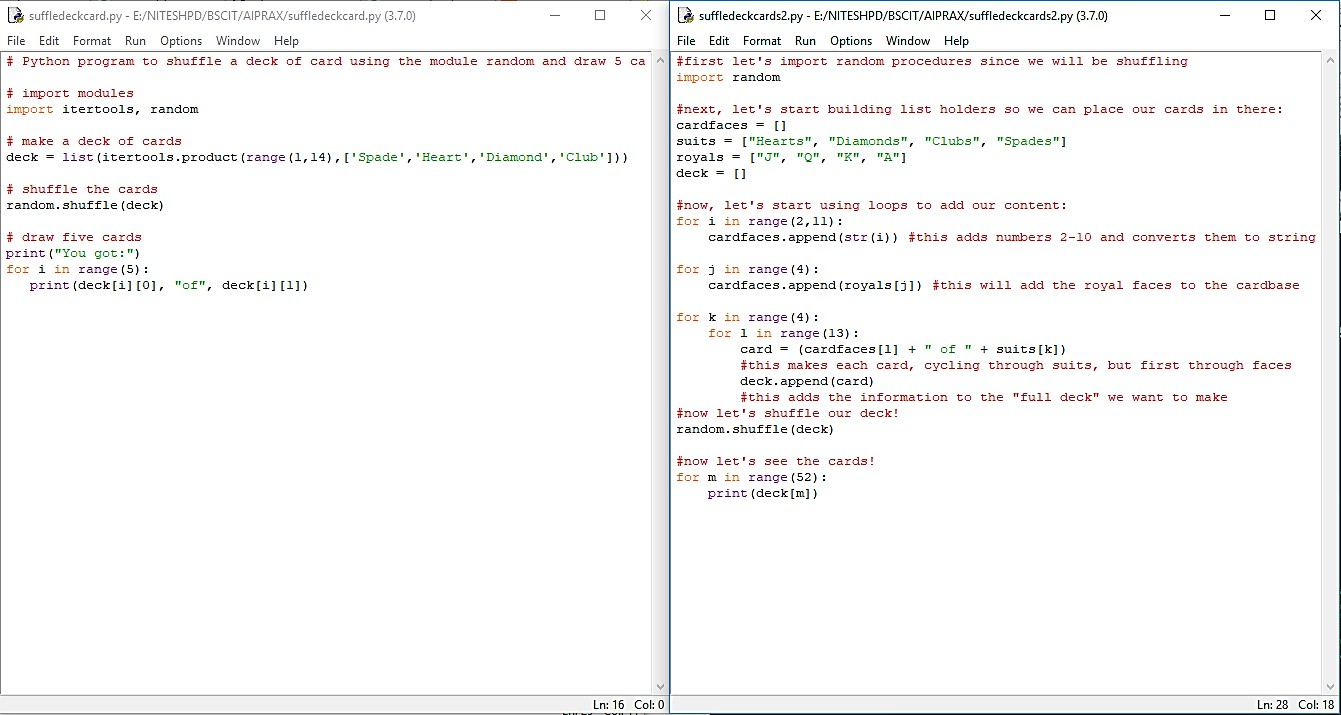 suffledeckcard.py - E:/NITESHPD/BSCIT/AIPRAX/suffledeckcard.py (3.7.0)
File Edit Format Run Options Window Help
# Python program to shuffle a deck of card using the module random and draw 5 ca
# import modules
import itertools, random
# make a deck of cards
deck = list(itertools.product(range(1,14),['Spade','Heart','Diamond','Club']))
# shuffle the cards
random.shuffle(deck)
# draw five cards
print("You got:")
for i in range(5):
   print(deck[i][0], "of", deck[i][1])
Ln: 16 Col: 0
suffledeckcards2.py - E:/NITESHPD/BSCIT/AIPRAX/suffledeckcards2.py (3.7.0)
File Edit Format Run Options Window Help
#first let's import random procedures since we will be shuffling
import random
#next, let's start building list holders so we can place our cards in there:
cardfaces = []
suits = ["Hearts", "Diamonds", "Clubs", "Spades"]
royals = ["J", "Q", "K", "A"]
deck = []
#now, let's start using loops to add our content:
for i in range(2,11):
    cardfaces.append(str(i)) #this adds numbers 2-10 and converts them to string
for j in range(4):
    cardfaces.append(royals[j]) #this will add the royal faces to the cardbase
for k in range(4):
    for l in range(13):
        card = (cardfaces[l] + " of " + suits[k])
        #this makes each card, cycling through suits, but first through faces
        deck.append(card)
        #this adds the information to the "full deck" we want to make
#now let's shuffle our deck!
random.shuffle(deck)
#now let's see the cards!
for m in range(52):
    print(deck[m])
Ln: 28 Col: 18